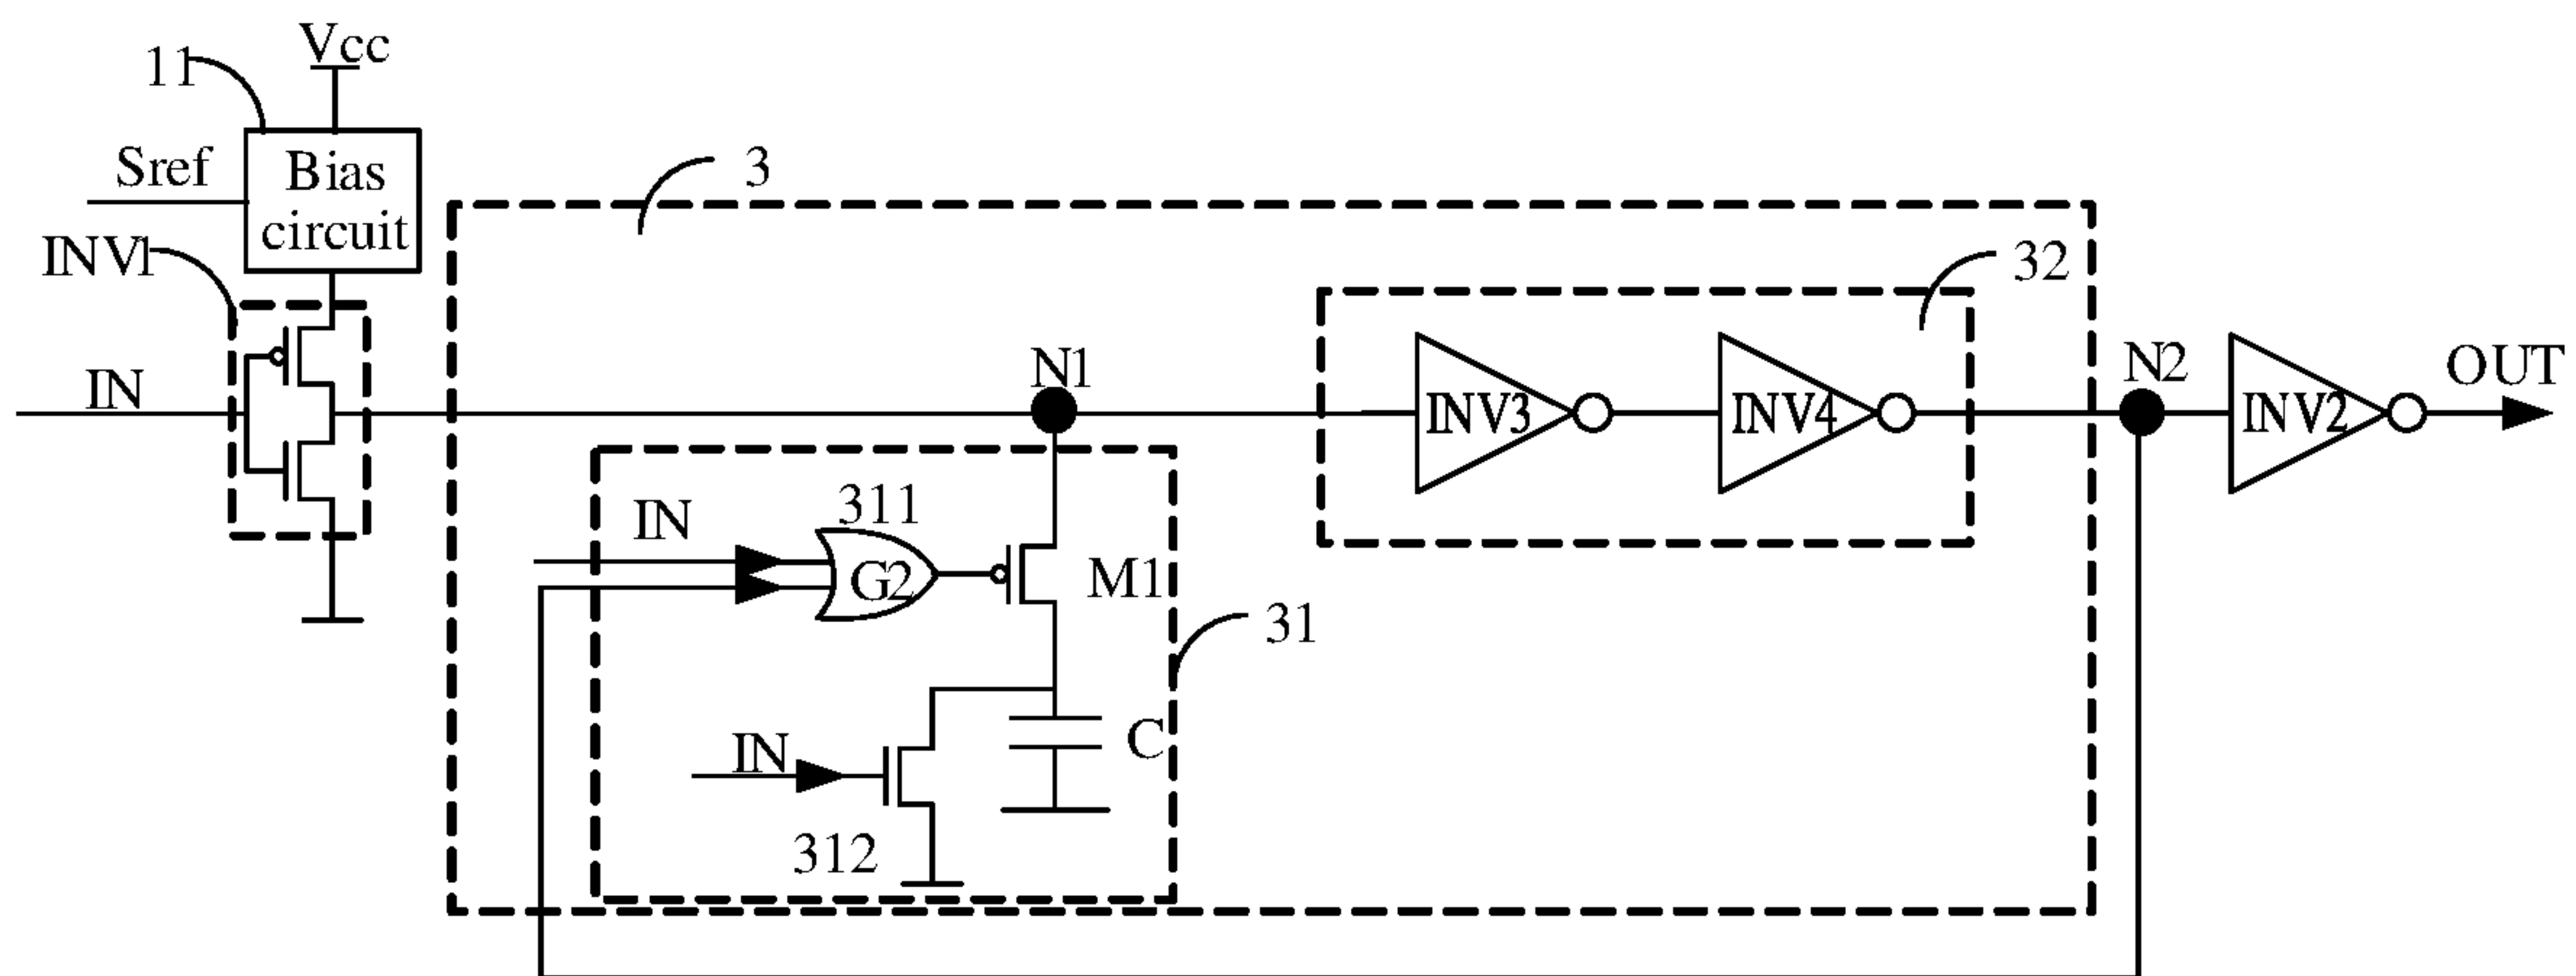 Vcc
11
Sref
Bias
circuit
3
INV1
32
IN
N1
INV3
INV4
N2
INV2
OUT
311
IN
G2
M1
31
IN
C
312